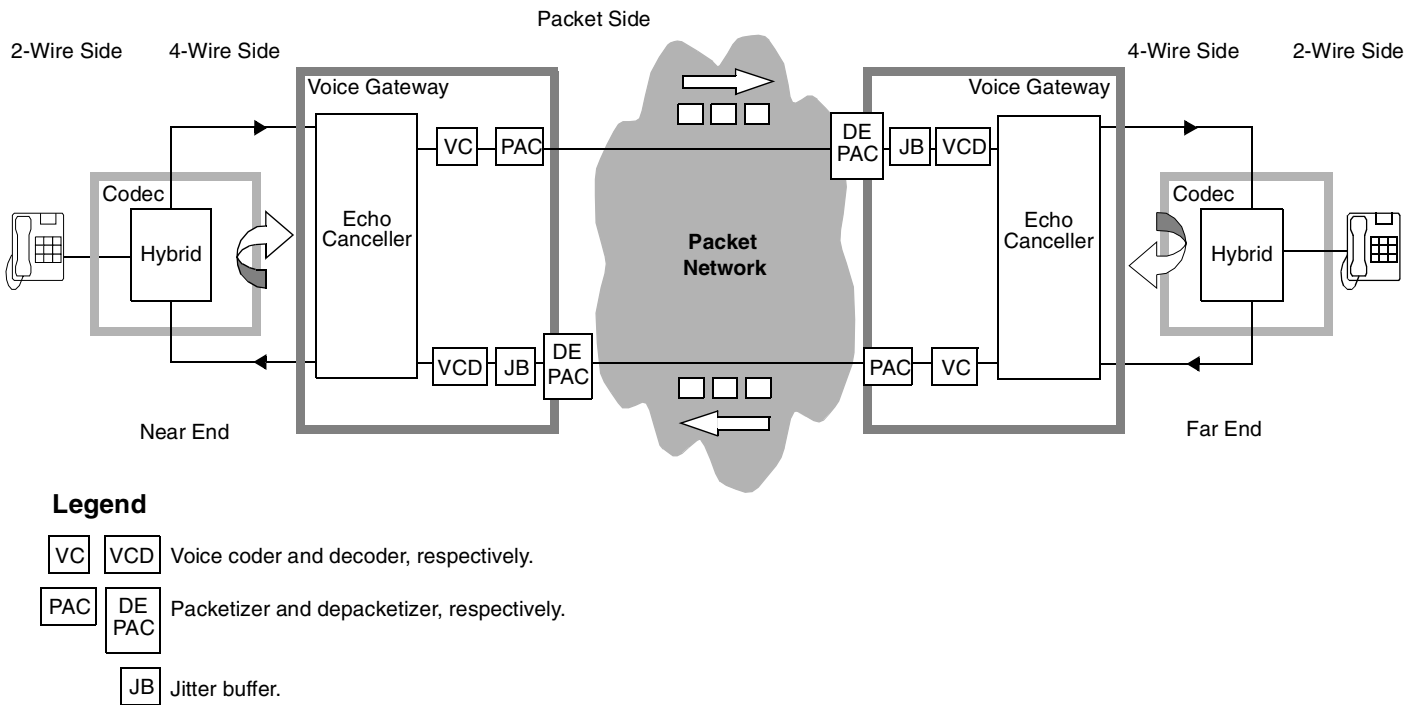 Packet Side
2-Wire Side
4-Wire Side
4-Wire Side
2-Wire Side
Voice Gateway
Voice Gateway
VC
PAC
DE
PAC
JB
VCD
Codec
Hybrid
Echo
Canceller
Packet
Network
Echo
Canceller
Codec
Hybrid
VCD
JB
DE
PAC
PAC
VC
Near End
Far End
Legend
VC
VCD
Voice coder and decoder, respectively.
PAC
DE
PAC
Packetizer and depacketizer, respectively.
JB
Jitter buffer.